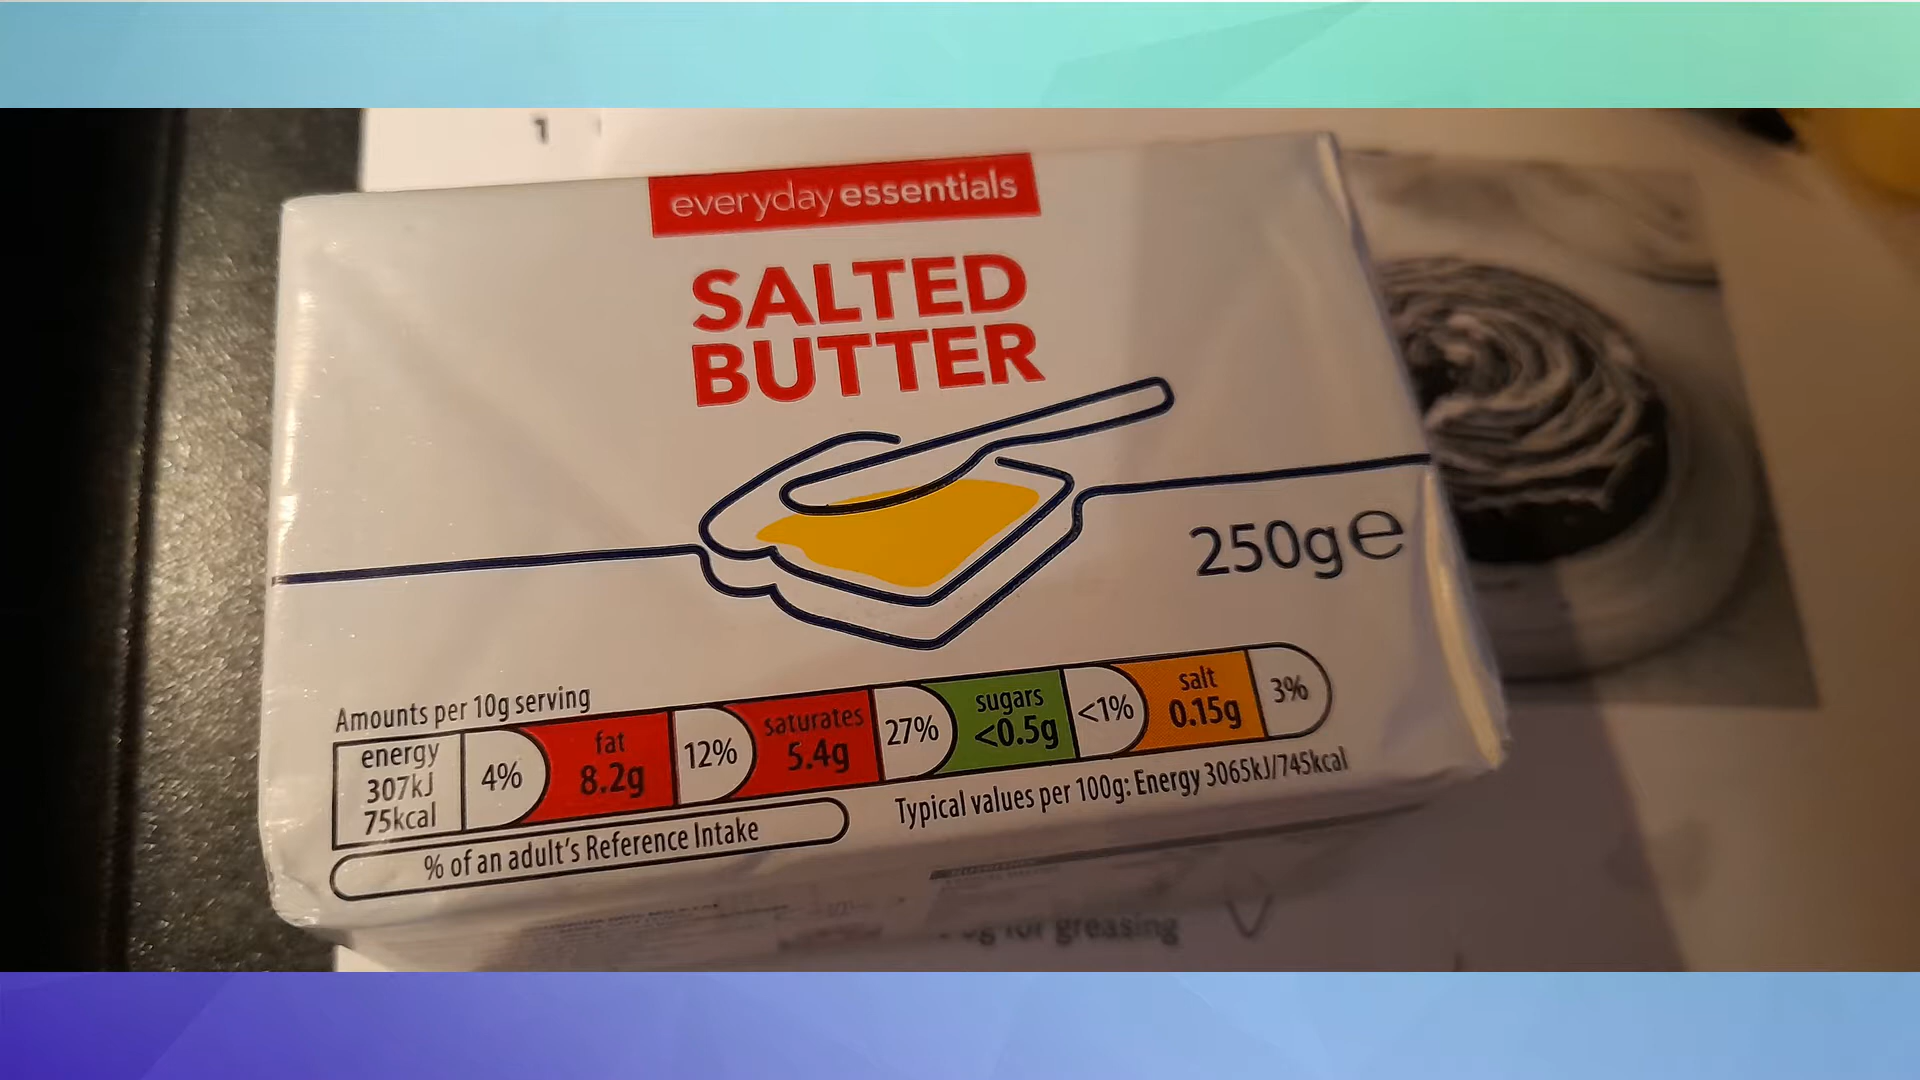 1
everyday essentials
SALTED
BUTTER
250g e
Amounts per 10g serving
energy
307kJ
75kcal
4%
fat
8.2g
12%
saturates
5.4g
27%
sugars
<0.5g
<1%
salt
0.15g
3%
% of an adult's Reference Intake
Typical values per 100g: Energy 3065kJ/745kcal
for greasing